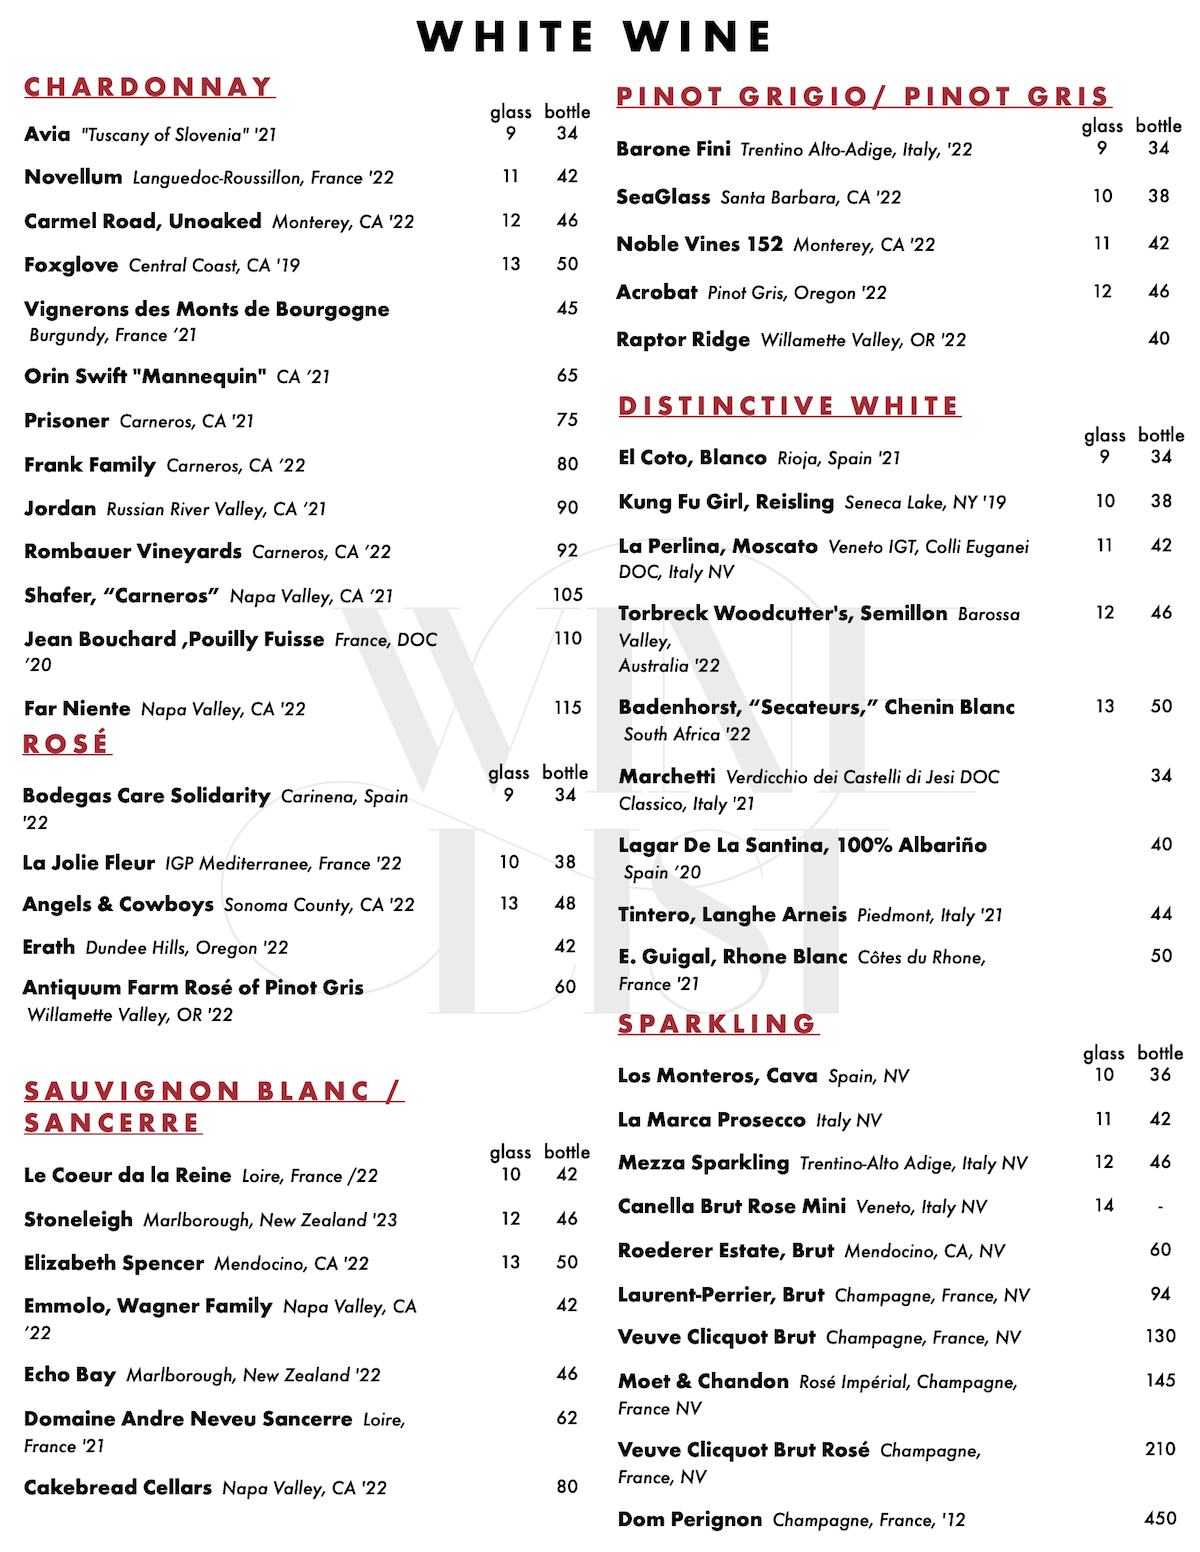 WHITE WINE
CHARDONNAY
glass bottle
Avia "Tuscany of Slovenia" '21 9 34
Novellum Languedoc-Roussillon, France '22 11 42
Carmel Road, Unoaked Monterey, CA '22 12 46
Foxglove Central Coast, CA '19 13 50
Vignerons des Monts de Bourgogne 45
Burgundy, France ’21
Orin Swift "Mannequin" CA ’21 65
Prisoner Carneros, CA '21 75
Frank Family Carneros, CA ’22 80
Jordan Russian River Valley, CA ’21 90
Rombauer Vineyards Carneros, CA ’22 92
Shafer, “Carneros” Napa Valley, CA ’21 105
Jean Bouchard ,Pouilly Fuisse France, DOC 110
’20
Far Niente Napa Valley, CA '22 115
ROSÉ
glass bottle
Bodegas Care Solidarity Carinena, Spain 9 34
'22
La Jolie Fleur IGP Mediterranee, France '22 10 38
Angels & Cowboys Sonoma County, CA '22 13 48
Erath Dundee Hills, Oregon '22 42
Antiquum Farm Rosé of Pinot Gris 60
Willamette Valley, OR '22
SAUVIGNON BLANC /
SANCERRE
glass bottle
Le Coeur da la Reine Loire, France /22 10 42
Stoneleigh Marlborough, New Zealand '23 12 46
Elizabeth Spencer Mendocino, CA '22 13 50
Emmolo, Wagner Family Napa Valley, CA 42
’22
Echo Bay Marlborough, New Zealand '22 46
Domaine Andre Neveu Sancerre Loire, 62
France '21
Cakebread Cellars Napa Valley, CA '22 80
PINOT GRIGIO/ PINOT GRIS
glass bottle
Barone Fini Trentino Alto-Adige, Italy, '22 9 34
SeaGlass Santa Barbara, CA '22 10 38
Noble Vines 152 Monterey, CA '22 11 42
Acrobat Pinot Gris, Oregon '22 12 46
Raptor Ridge Willamette Valley, OR '22 40
DISTINCTIVE WHITE
glass bottle
El Coto, Blanco Rioja, Spain '21 9 34
Kung Fu Girl, Reisling Seneca Lake, NY '19 10 38
La Perlina, Moscato Veneto IGT, Colli Euganei 11 42
DOC, Italy NV
Torbreck Woodcutter's, Semillon Barossa 12 46
Valley,
Australia '22
Badenhorst, “Secateurs,” Chenin Blanc 13 50
South Africa '22
Marchetti Verdicchio dei Castelli di Jesi DOC 34
Classico, Italy '21
Lagar De La Santina, 100% Albariño 40
Spain ’20
Tintero, Langhe Arneis Piedmont, Italy '21 44
E. Guigal, Rhone Blanc Côtes du Rhone, 50
France '21
SPARKLING
glass bottle
Los Monteros, Cava Spain, NV 10 36
La Marca Prosecco Italy NV 11 42
Mezza Sparkling Trentino-Alto Adige, Italy NV 12 46
Canella Brut Rose Mini Veneto, Italy NV 14 -
Roederer Estate, Brut Mendocino, CA, NV 60
Laurent-Perrier, Brut Champagne, France, NV 94
Veuve Clicquot Brut Champagne, France, NV 130
Moet & Chandon Rosé Impérial, Champagne, 145
France NV
Veuve Clicquot Brut Rosé Champagne, 210
France, NV
Dom Perignon Champagne, France, '12 450
WINE
LIST